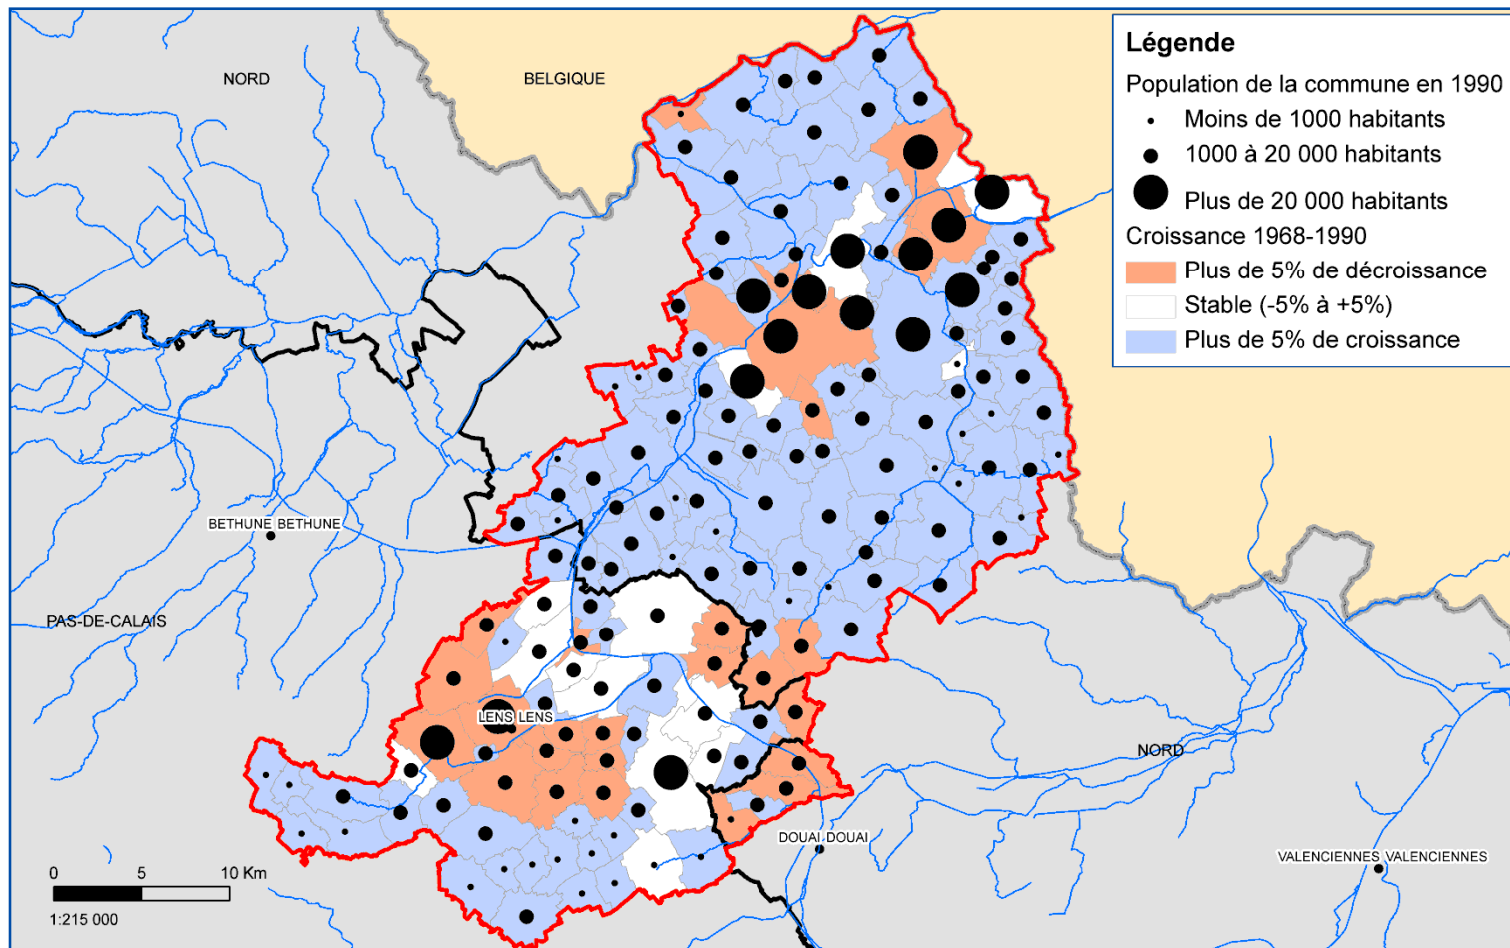 NORD
BELGIQUE
Légende
Population de la commune en 1990
Moins de 1000 habitants
1000 à 20 000 habitants
Plus de 20 000 habitants
Croissance 1968-1990
Plus de 5% de décroissance
Stable (-5% à +5%)
Plus de 5% de croissance
BETHUNE BETHUNE
PAS-DE-CALAIS
LENS LENS
NORD
DOUAI DOUAI
VALENCIENNES VALENCIENNES
0 5 10 Km
1:215 000